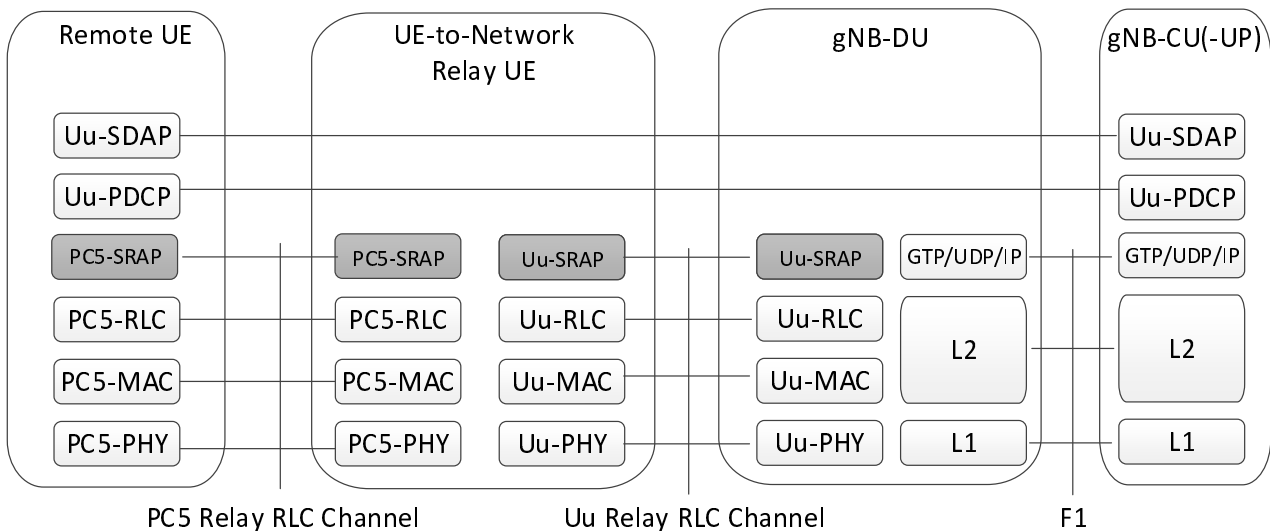 Remote UE
UE-to-Network
Relay UE
gNB-DU
gNB-CU(-UP)
Uu-SDAP
Uu-SDAP
Uu-PDCP
Uu-PDCP
PC5-SRAP
PC5-SRAP
Uu-SRAP
Uu-SRAP
GTP/UDP/IP
GTP/UDP/IP
PC5-RLC
PC5-RLC
Uu-RLC
Uu-RLC
L2
L2
PC5-MAC
PC5-MAC
Uu-MAC
Uu-MAC
PC5-PHY
PC5-PHY
Uu-PHY
Uu-PHY
L1
L1
PC5 Relay RLC Channel
Uu Relay RLC Channel
F1